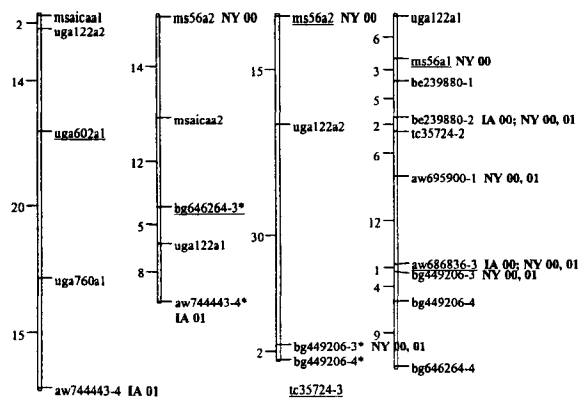 msaicaa1
2
uga122a2
14
uga602a1
20
uga760a1
15
aw744443-4 IA 01
ms56a2 NY 00
14
msaicaa2
12
bg646264-3*
5
uga122a1
8
aw744443-4*
IA 01
ms56a2 NY 00
15
uga122a2
30
bg449206-3* NY 00, 01
2
bg449206-4*
tc35724-3
uga122a1
6
ms56a1 NY 00
3
be239880-1
5
be239880-2 IA 00; NY 00, 01
2
tc35724-2
6
aw695900-1 NY 00, 01
12
aw686836-3 IA 00; NY 00, 01
1
bg449206-3 NY 00, 01
4
bg449206-4
9
bg646264-4